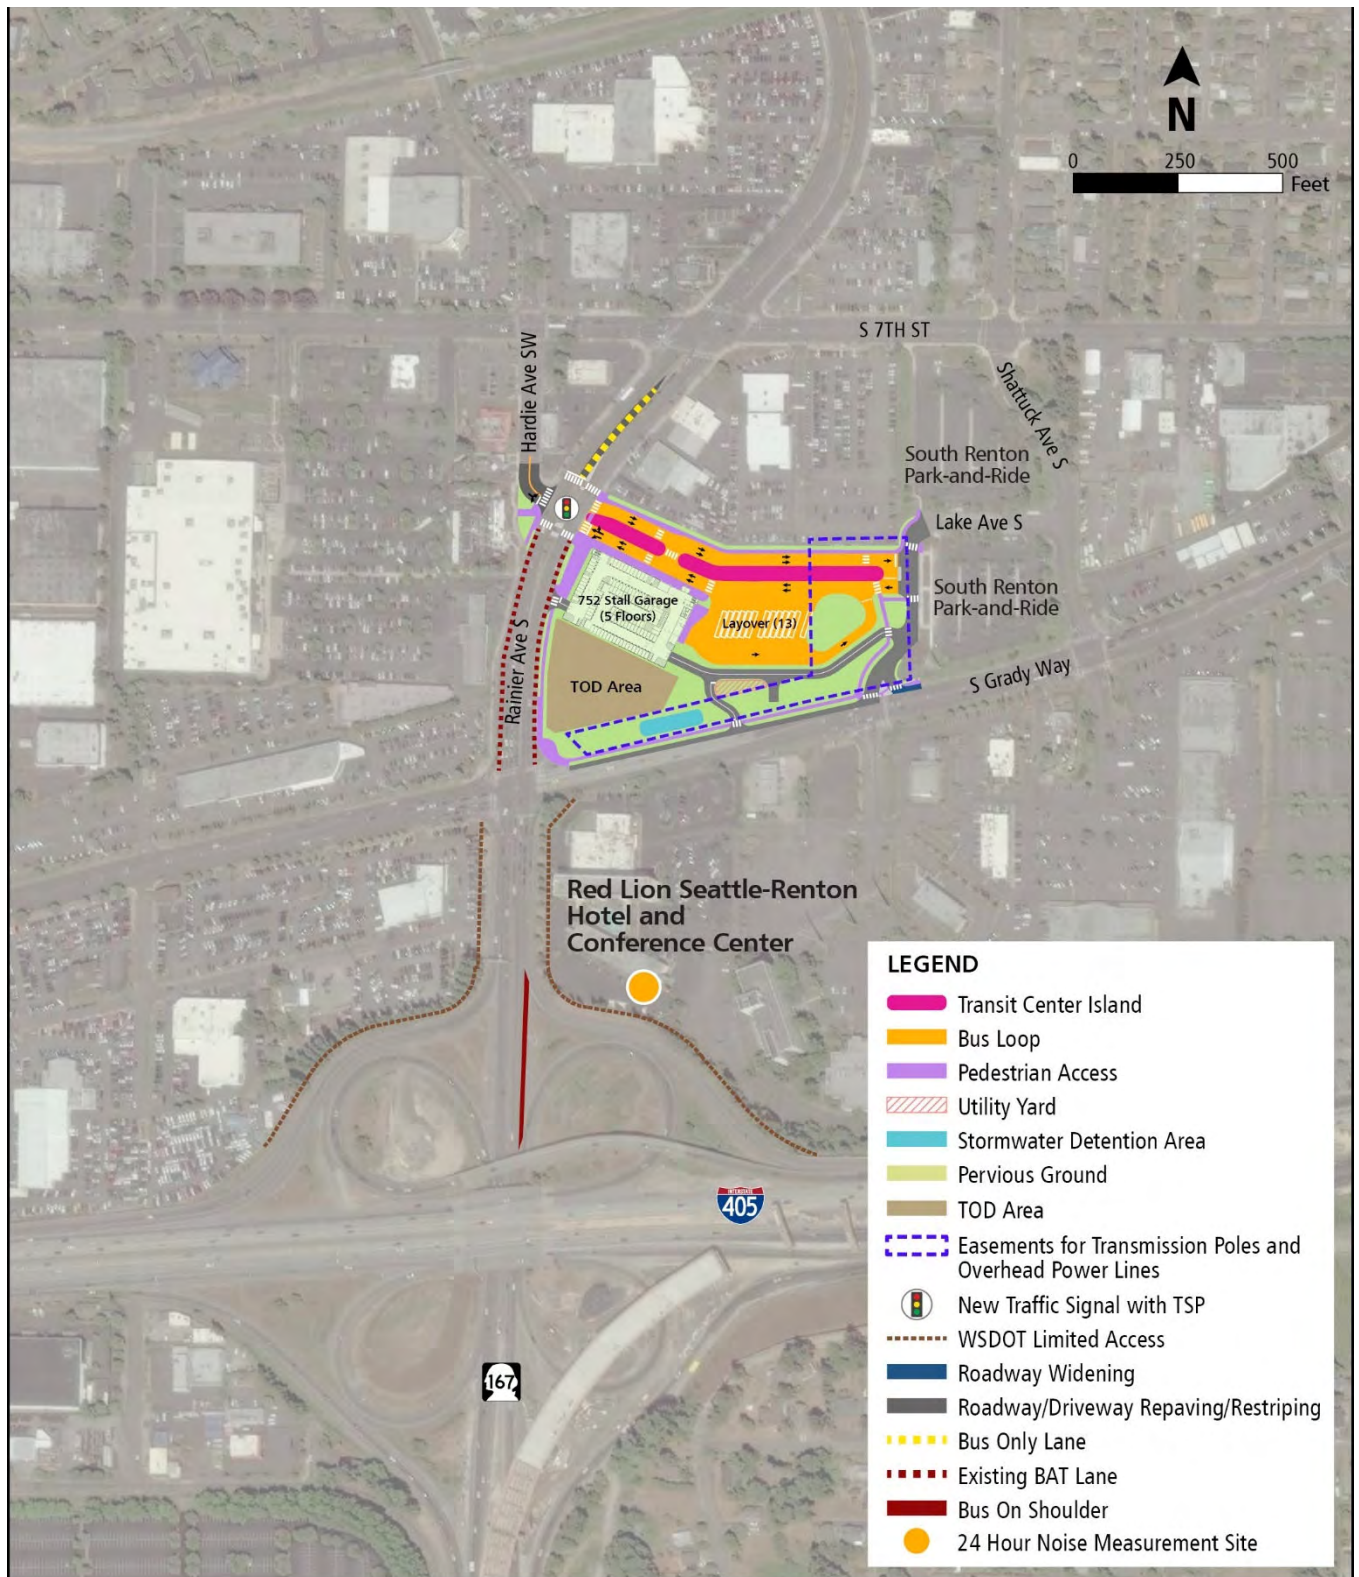 N
0 250 500
Feet
S 7TH ST
Hardie Ave SW
Shattuck Ave S
South Renton
Park-and-Ride
Lake Ave S
752 Stall Garage
(5 Floors)
Layover (13)
South Renton
Park-and-Ride
Rainier Ave S
TOD Area
S Grady Way
Red Lion Seattle-Renton
Hotel and
Conference Center
INTERSTATE
405
167
LEGEND
Transit Center Island
Bus Loop
Pedestrian Access
Utility Yard
Stormwater Detention Area
Pervious Ground
TOD Area
Easements for Transmission Poles and
Overhead Power Lines
New Traffic Signal with TSP
WSDOT Limited Access
Roadway Widening
Roadway/Driveway Repaving/Restriping
Bus Only Lane
Existing BAT Lane
Bus On Shoulder
24 Hour Noise Measurement Site